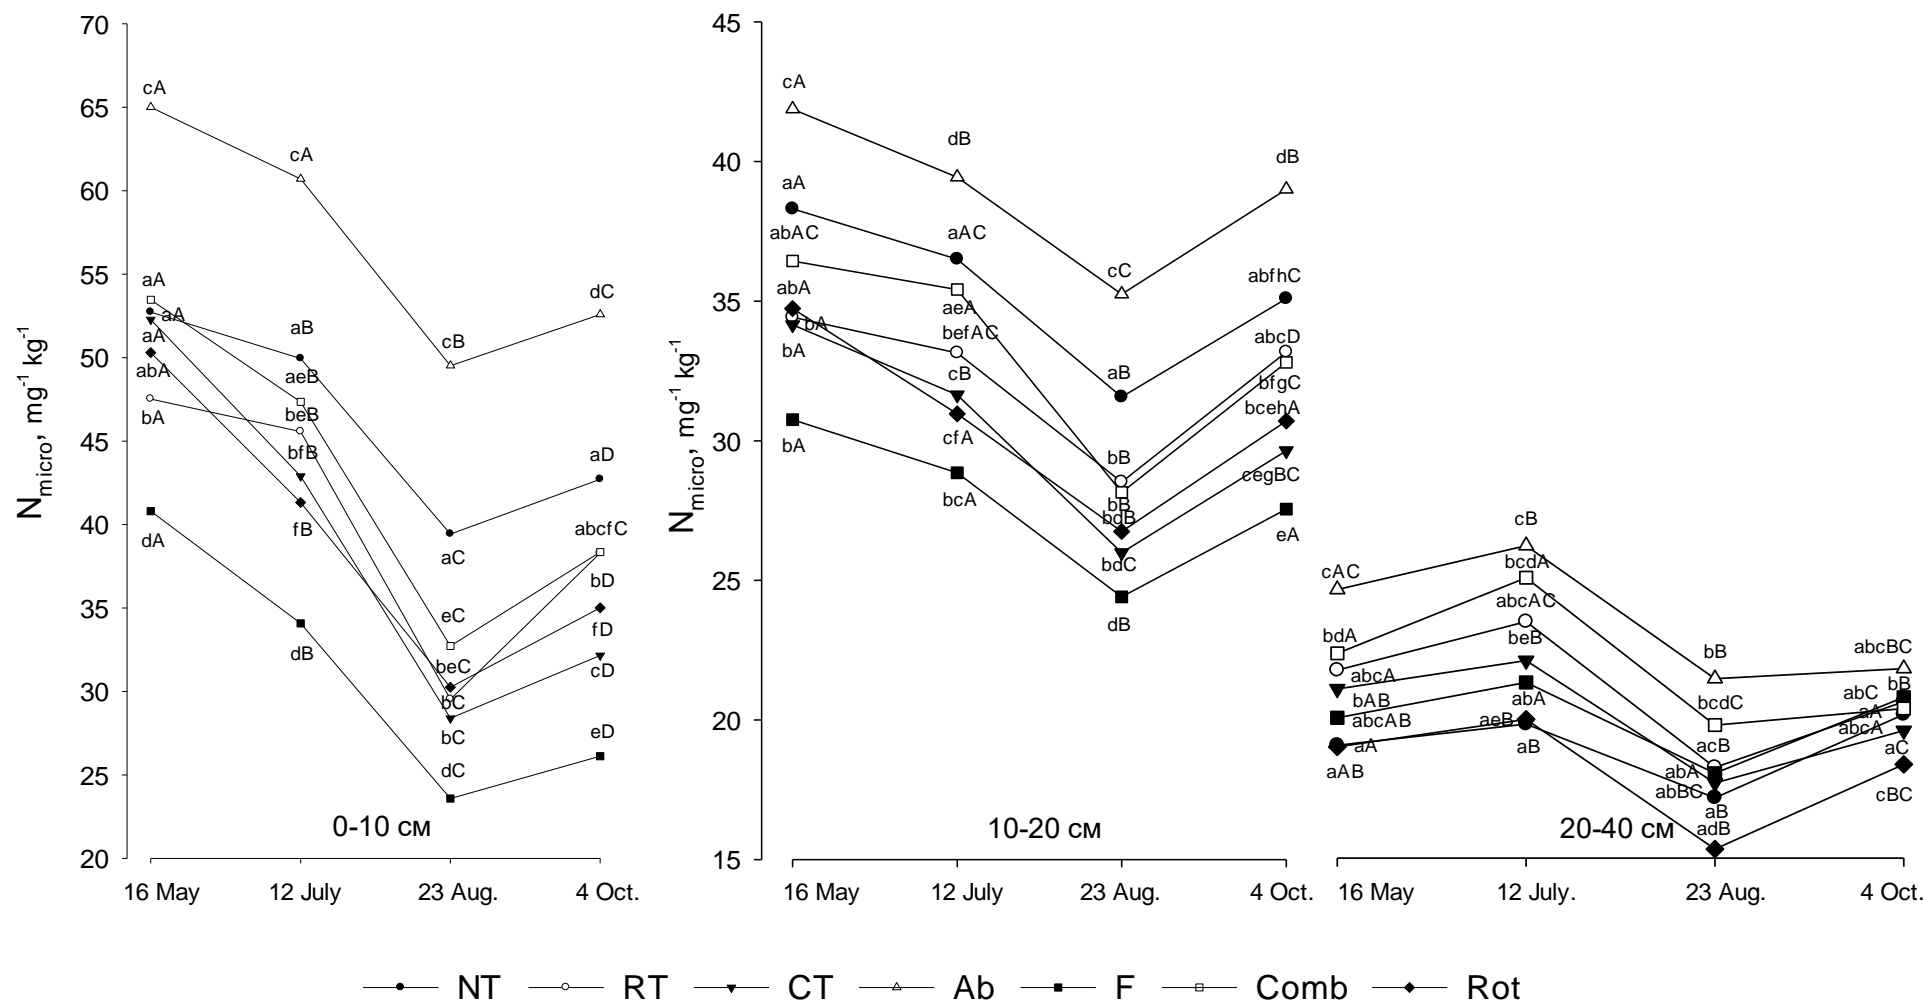 N_micro, mg^-1 kg^-1
70
65
60
55
50
45
40
35
30
25
20
cA
cA
cB
dC
aA
aA
aA
abA
bA
dA
aB
aeB
beB
bfB
fB
dB
aC
eC
beC
bC
bC
dC
aD
abcfC
bD
fD
cD
eD
0-10 см
16 May
12 July
23 Aug.
4 Oct.
N_micro, mg^-1 kg^-1
45
40
35
30
25
20
15
cA
dB
cC
dB
aA
abAC
abA
bA
bA
bA
aAC
aeA
befAC
cB
cfA
bcA
aB
bB
bB
bdB
bdC
dB
abfhC
abcD
bfgC
bcehA
cegBC
eA
10-20 см
16 May
12 July
23 Aug.
4 Oct.
cAC
bdA
abcA
bAB
abcAB
aA
aAB
cB
bcdA
abcAC
beB
abA
aeB
aB
bB
bcdC
acB
abA
abBC
aB
adB
abcBC
bB
abC
aA
abcA
aC
cBC
20-40 см
16 May
12 July.
23 Aug.
4 Oct.
NT RT CT Ab F Comb Rot